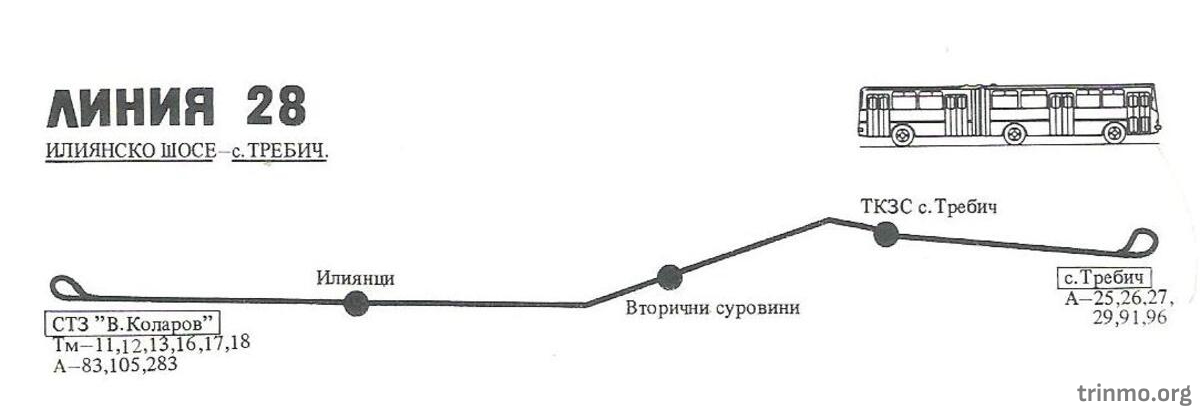 ЛИНИЯ 28
ИЛИЯНСКО ШОСЕ–с.ТРЕБИЧ.
ТКЗС с.Требич
Илиянци
с.Требич
А–25,26,27,
29,91,96
Вторични суровини
СТЗ ”В.Коларов”
Тм–11,12,13,16,17,18
А–83,105,283
trinmo.org